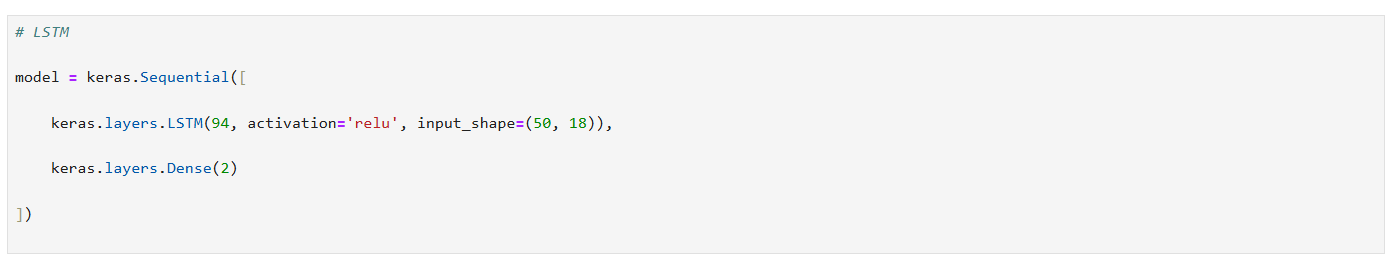 # LSTM
model = keras.Sequential([
    keras.layers.LSTM(94, activation='relu', input_shape=(50, 18)),
    keras.layers.Dense(2)
])